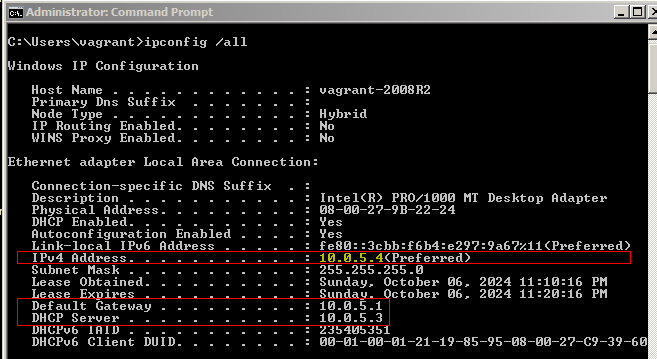 Administrator: Command Prompt
C:\Users\vagrant>ipconfig /all
Windows IP Configuration
Host Name . . . . . . . . . . . . : vagrant-2008R2
Primary Dns Suffix  . . . . . . . :
Node Type . . . . . . . . . . . . : Hybrid
IP Routing Enabled. . . . . . . . : No
WINS Proxy Enabled. . . . . . . . : No
Ethernet adapter Local Area Connection:
Connection-specific DNS Suffix  . :
Description . . . . . . . . . . . : Intel(R) PRO/1000 MT Desktop Adapter
Physical Address. . . . . . . . . : 08-00-27-9B-22-24
DHCP Enabled. . . . . . . . . . . : Yes
Autoconfiguration Enabled . . . . : Yes
Link-local IPv6 Address . . . . . : fe80::3cbb:f6b4:e297:9a67%11(Preferred)
IPv4 Address. . . . . . . . . . . : 10.0.5.4(Preferred)
Subnet Mask . . . . . . . . . . . : 255.255.255.0
Lease Obtained. . . . . . . . . . : Sunday, October 06, 2024 11:10:16 PM
Lease Expires . . . . . . . . . . : Sunday, October 06, 2024 11:20:16 PM
Default Gateway . . . . . . . . . : 10.0.5.1
DHCP Server . . . . . . . . . . . : 10.0.5.3
DHCPv6 IAID . . . . . . . . . . . : 235405351
DHCPv6 Client DUID. . . . . . . . : 00-01-00-01-21-19-85-95-08-00-27-C9-39-60